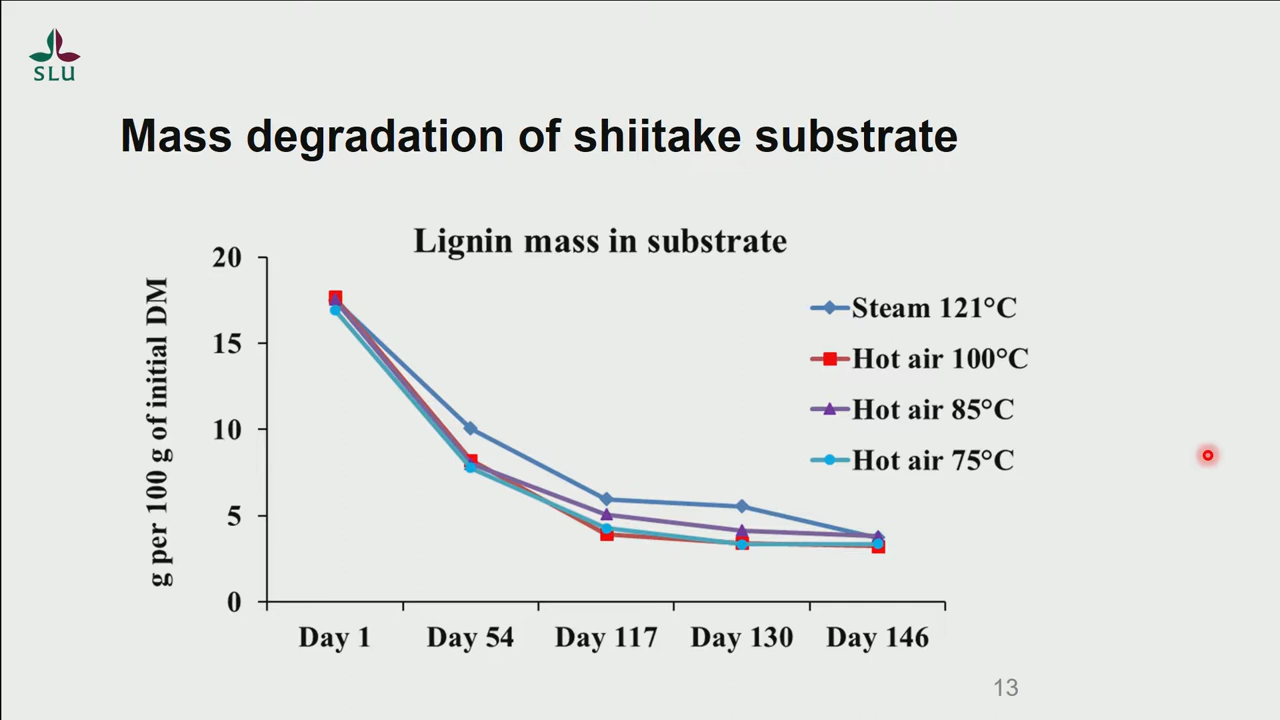 SLU
Mass degradation of shiitake substrate
Lignin mass in substrate
g per 100 g of initial DM
20
15
10
5
0
Steam 121°C
Hot air 100°C
Hot air 85°C
Hot air 75°C
Day 1 Day 54 Day 117 Day 130 Day 146
13